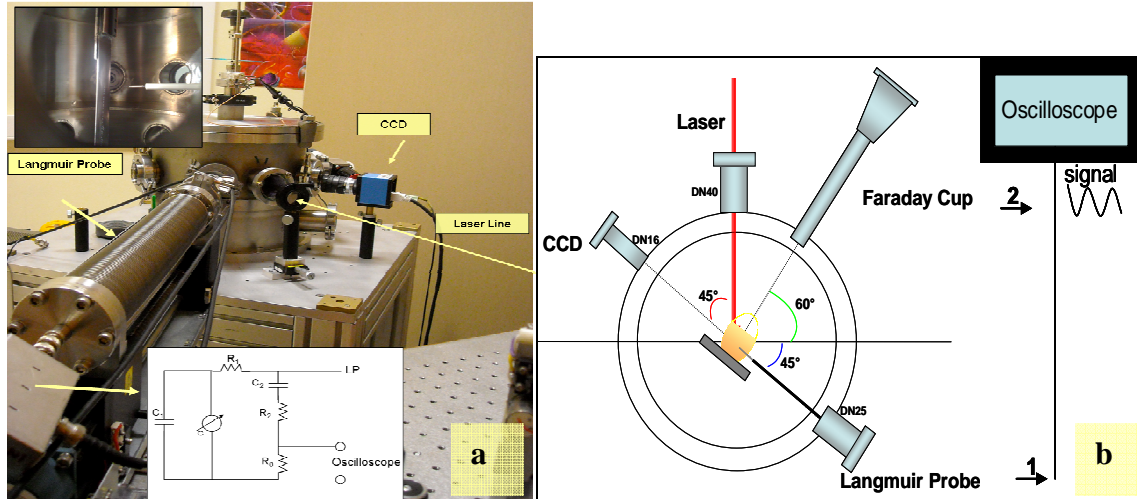 CCD
Langmuir Probe
Laser Line
R1
LP
C2
C1
R2
R0
Oscilloscope
a
Oscilloscope
Laser
signal
DN40
Faraday Cup
2
CCD
DN16
45°
60°
45°
DN25
Langmuir Probe
1
b